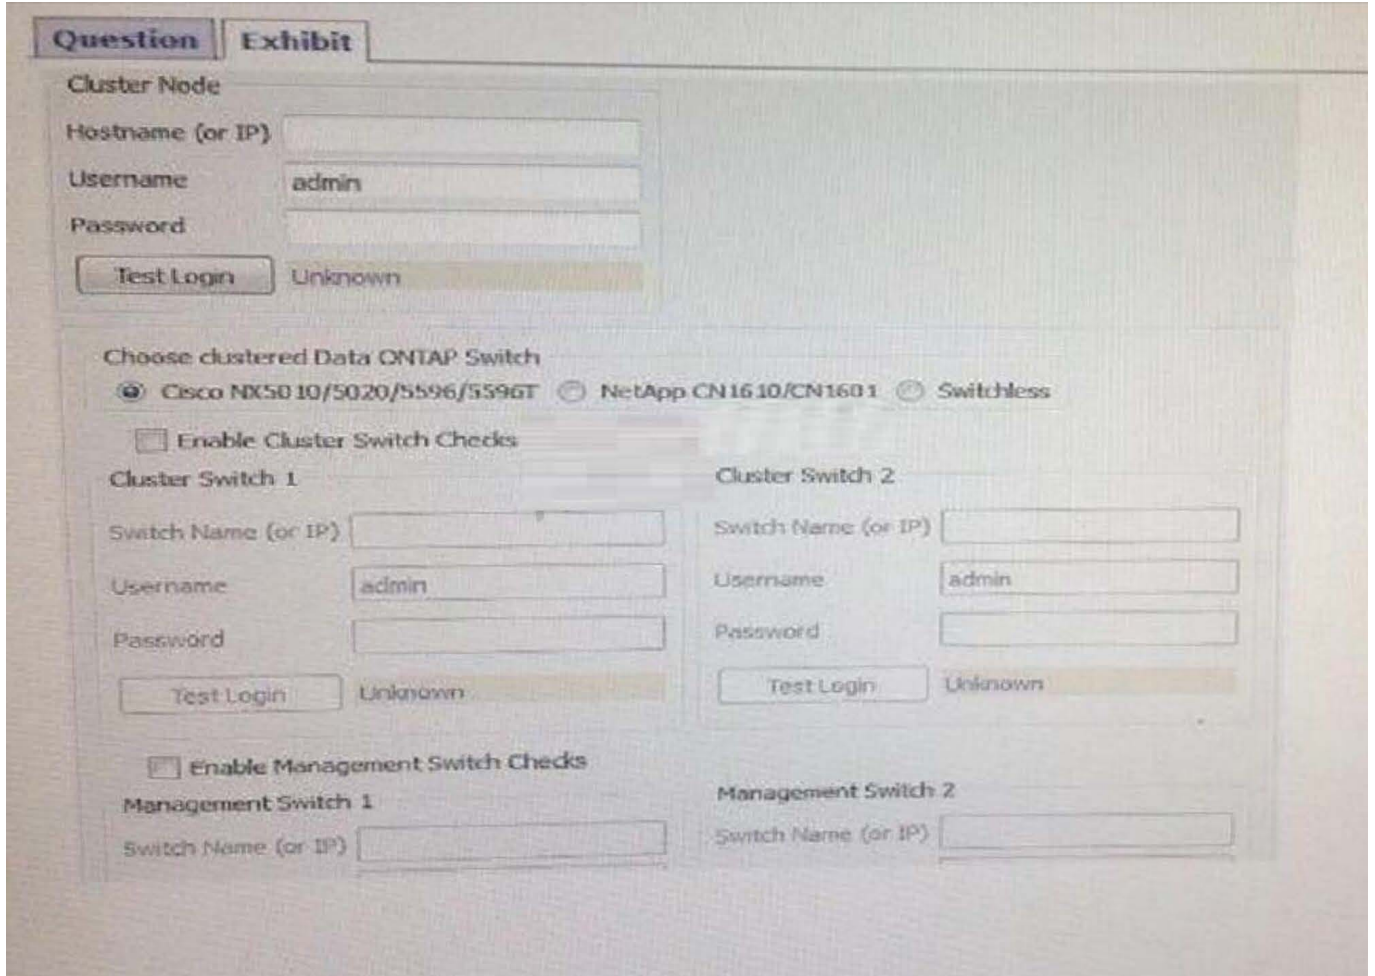 Question Exhibit
Cluster Node
Hostname (or IP)
Username admin
Password
Test Login Unknown
Choose clustered Data ONTAP Switch
Cisco NX5010/5020/5596/5596T NetApp CN1610/CN1601 Switchless
Enable Cluster Switch Checks
Cluster Switch 1 Cluster Switch 2
Switch Name (or IP) Switch Name (or IP)
Username admin Username admin
Password Password
Test Login Unknown Test Login Unknown
Enable Management Switch Checks
Management Switch 1 Management Switch 2
Switch Name (or IP) Switch Name (or IP)